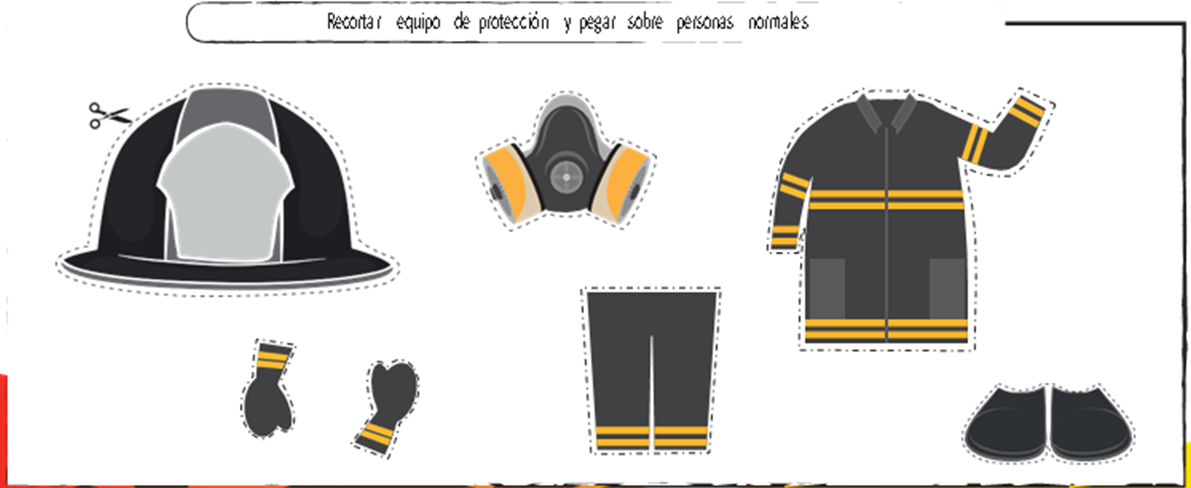 Recortar equipo de protección y pegar sobre personas normales